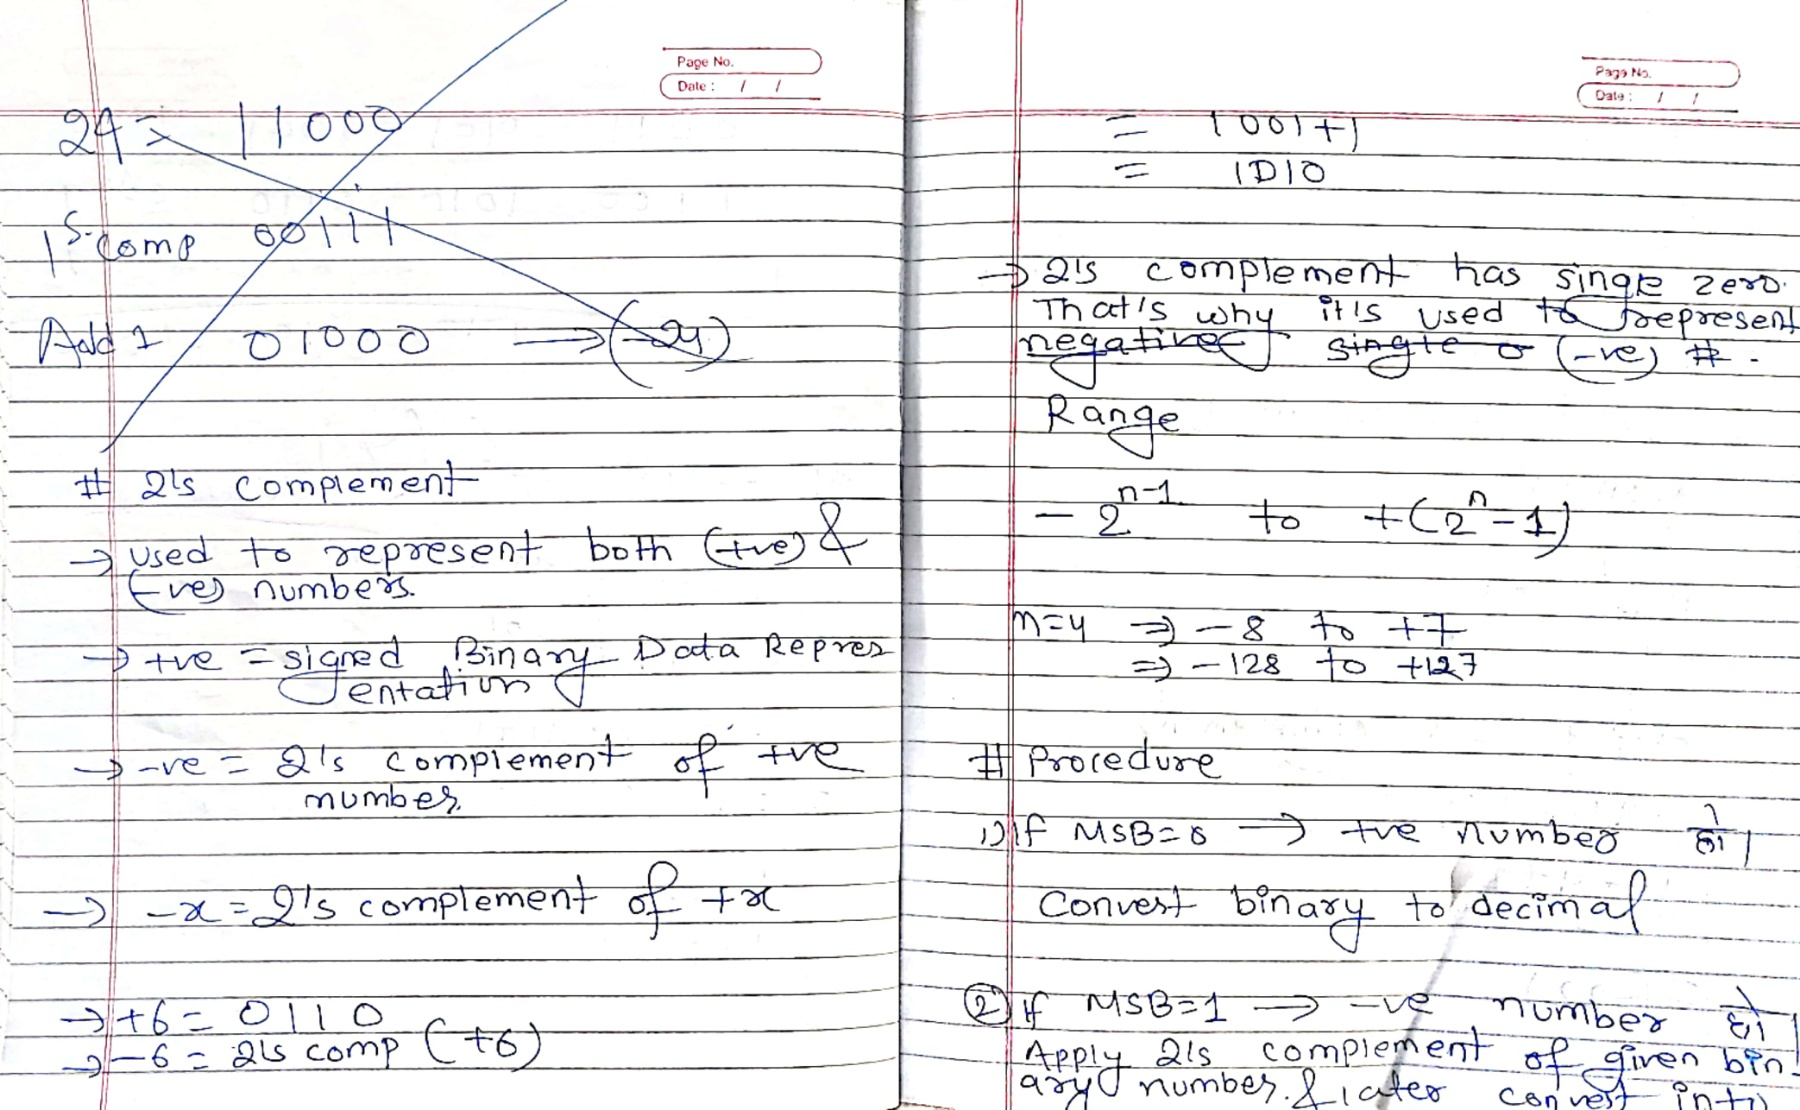 Page No.
Date : / /
24 = 11000
1's comp 00111
Add 1 01000 → (-24)
# 2's complement
→ used to represent both (+ve) &
(-ve) numbers.
→ +ve = signed Binary Data Repres
entation
→ -ve = 2's complement of +ve
number.
→ -x = 2's complement of +x
→ +6 = 0110
→ -6 = 2's comp (+6)
Page No.
Date : / /
= 1001+1
= 1010
→ 2's complement has single zero.
That's why it's used to represent
negative single o (-ve) #.
Range
- 2^n-1 to + (2^n - 1)
n=4 ⇒ -8 to +7
⇒ -128 to +127
# Procedure
1) If MSB=0 → +ve number हो।
Convert binary to decimal
② If MSB=1 → -ve number हो।
Apply 2's complement of given bin-
ary number. & later convert into